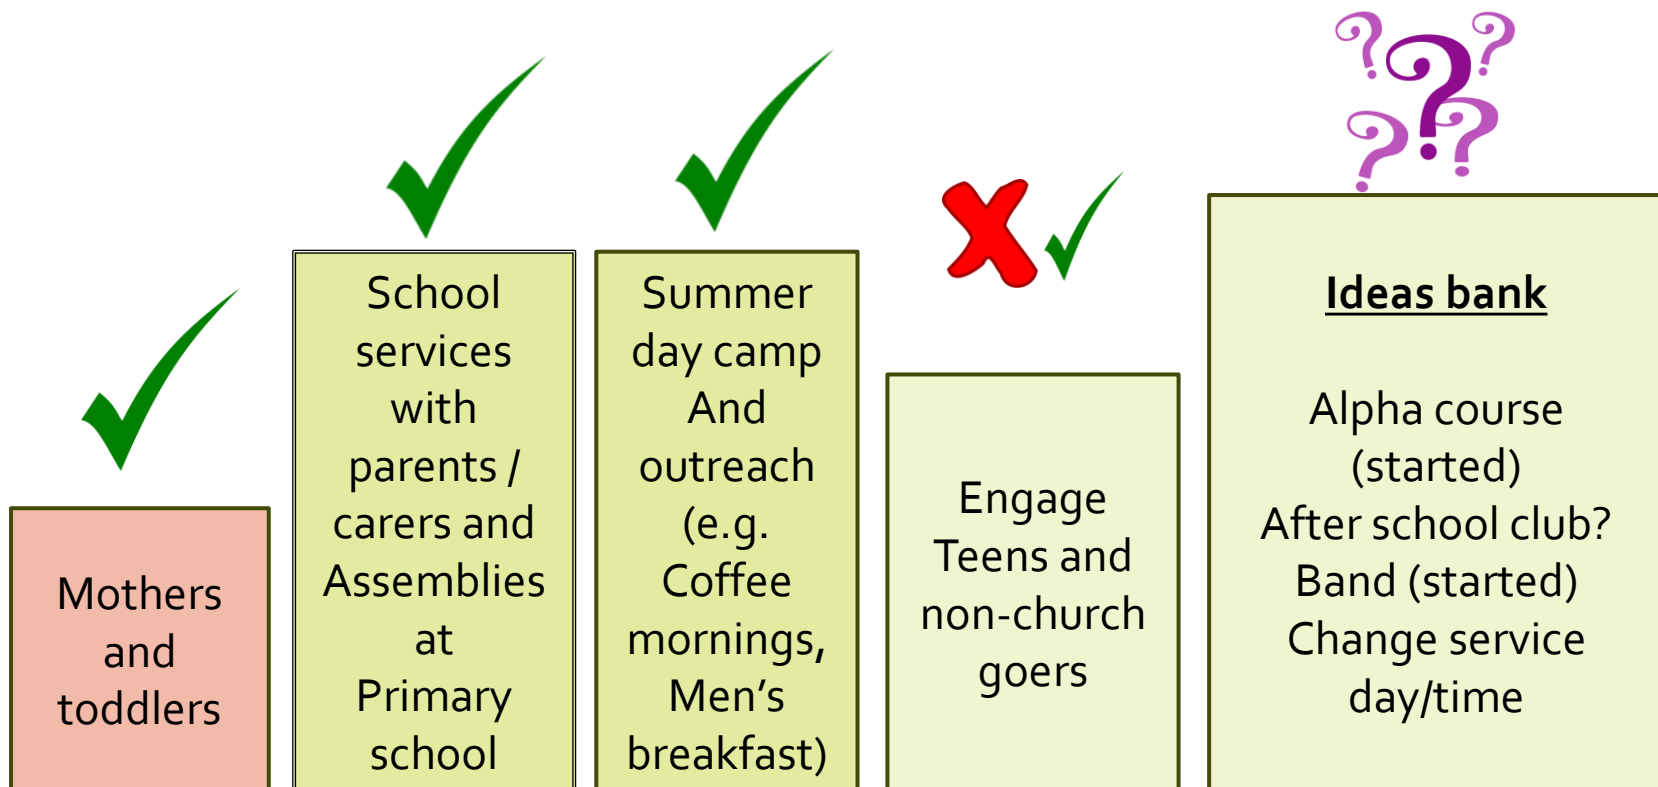 Mothers
and
toddlers
School
services
with
parents /
carers and
Assemblies
at
Primary
school
Summer
day camp
And
outreach
(e.g.
Coffee
mornings,
Men's
breakfast)
Engage
Teens and
non-church
goers
Ideas bank
Alpha course
(started)
After school club?
Band (started)
Change service
day/time